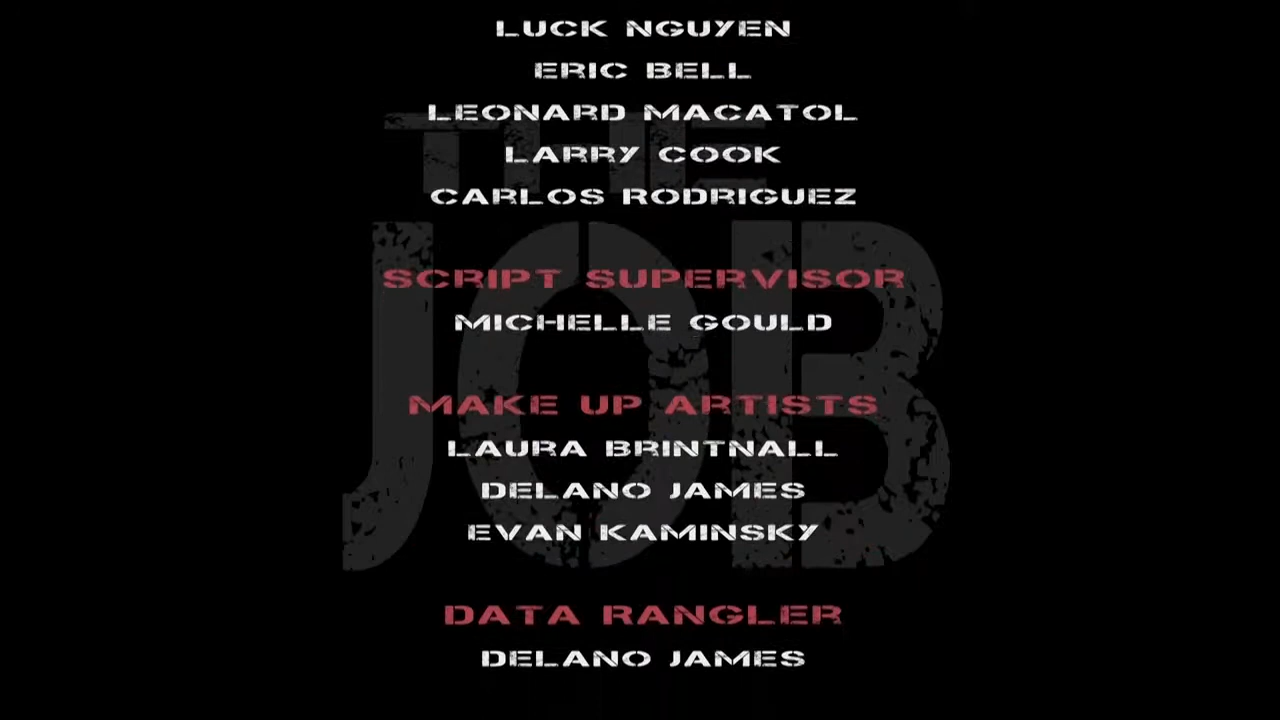 LUCK NGUYEN
ERIC BELL
LEONARD MACATOL
THE
LARRY COOK
CARLOS RODRIGUEZ
JOB
SCRIPT SUPERVISOR
MICHELLE GOULD
MAKE UP ARTISTS
LAURA BRINTNALL
DELANO JAMES
EVAN KAMINSKY
DATA RANGLER
DELANO JAMES